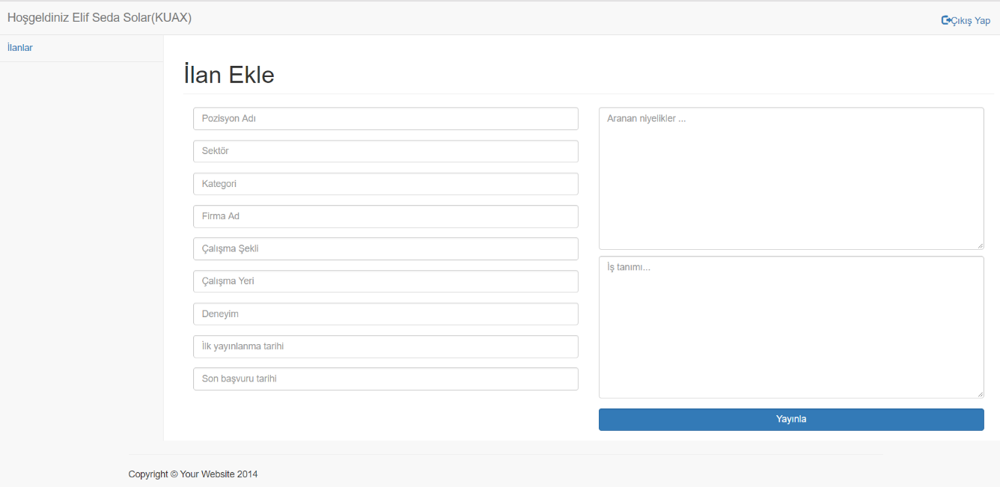 Hoşgeldiniz Elif Seda Solar(KUAX)
Çıkış Yap
İlanlar
İlan Ekle
Pozisyon Adı
Sektör
Kategori
Firma Ad
Çalışma Şekli
Çalışma Yeri
Deneyim
İlk yayınlanma tarihi
Son başvuru tarihi
Aranan niyelikler ...
İş tanımı...
Yayınla
Copyright © Your Website 2014